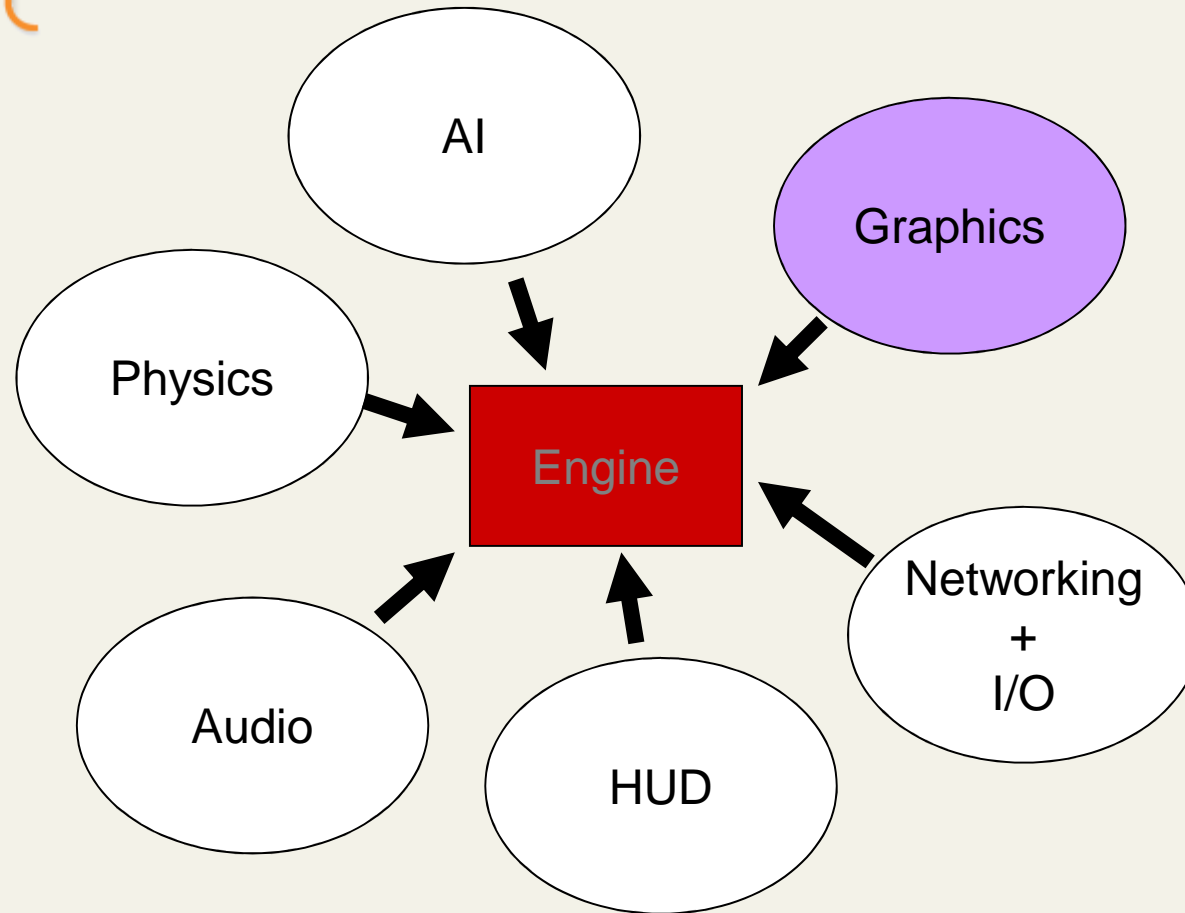 AI
Graphics
Physics
Engine
Networking
+
I/O
Audio
HUD